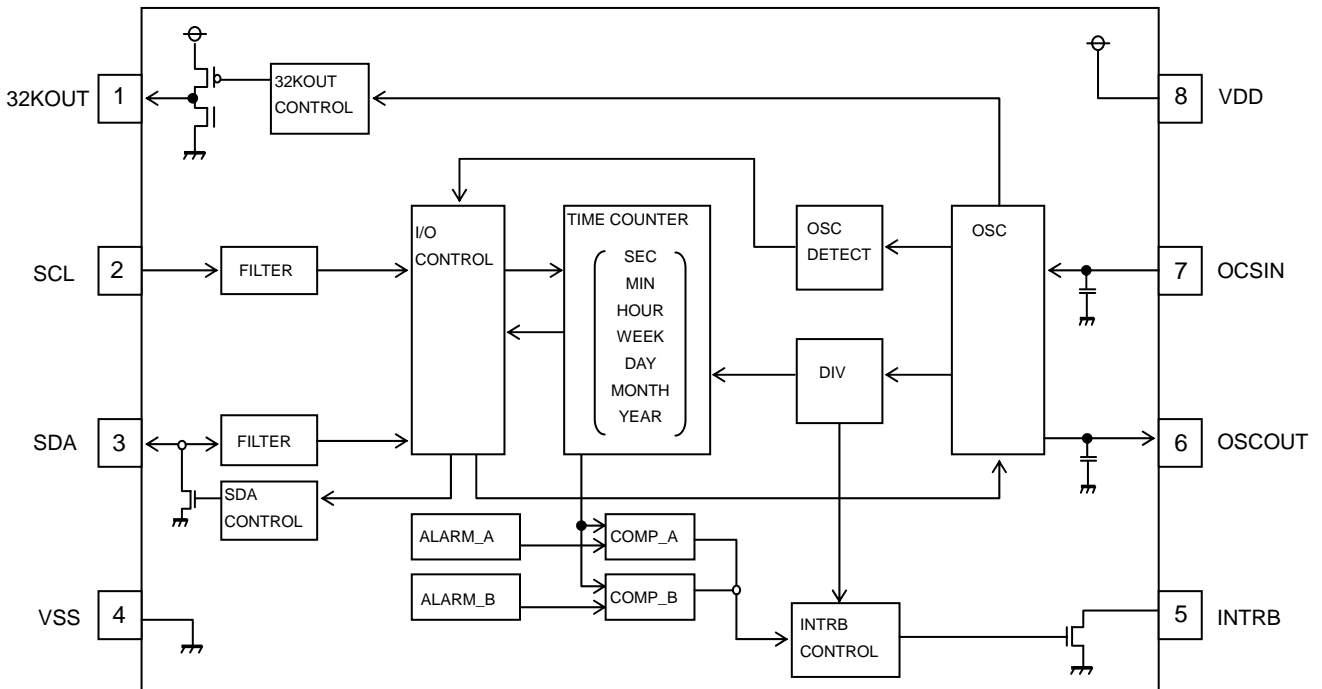 32KOUT
1
32KOUT
CONTROL
8
VDD
SCL
2
FILTER
I/O
CONTROL
TIME COUNTER
SEC
MIN
HOUR
WEEK
DAY
MONTH
YEAR
OSC
DETECT
OSC
7
OCSIN
DIV
SDA
3
FILTER
6
OSCOUT
SDA
CONTROL
ALARM_A
COMP_A
ALARM_B
COMP_B
VSS
4
INTRB
CONTROL
5
INTRB